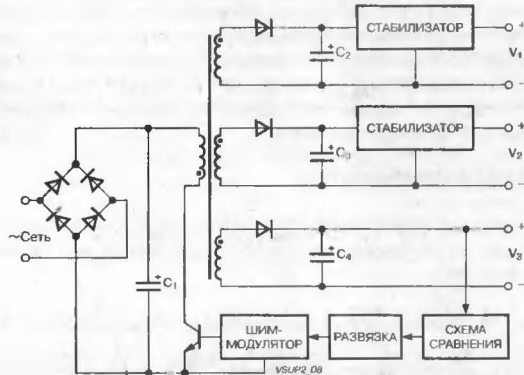 СТАБИЛИЗАТОР
+
+
C₂
V₁
−
СТАБИЛИЗАТОР
+
+
C₃
V₂
−
~Сеть
+
C₁
+
+
C₄
V₃
−
ШИМ-
МОДУЛЯТОР
РАЗВЯЗКА
СХЕМА
СРАВНЕНИЯ
VSUP2_08